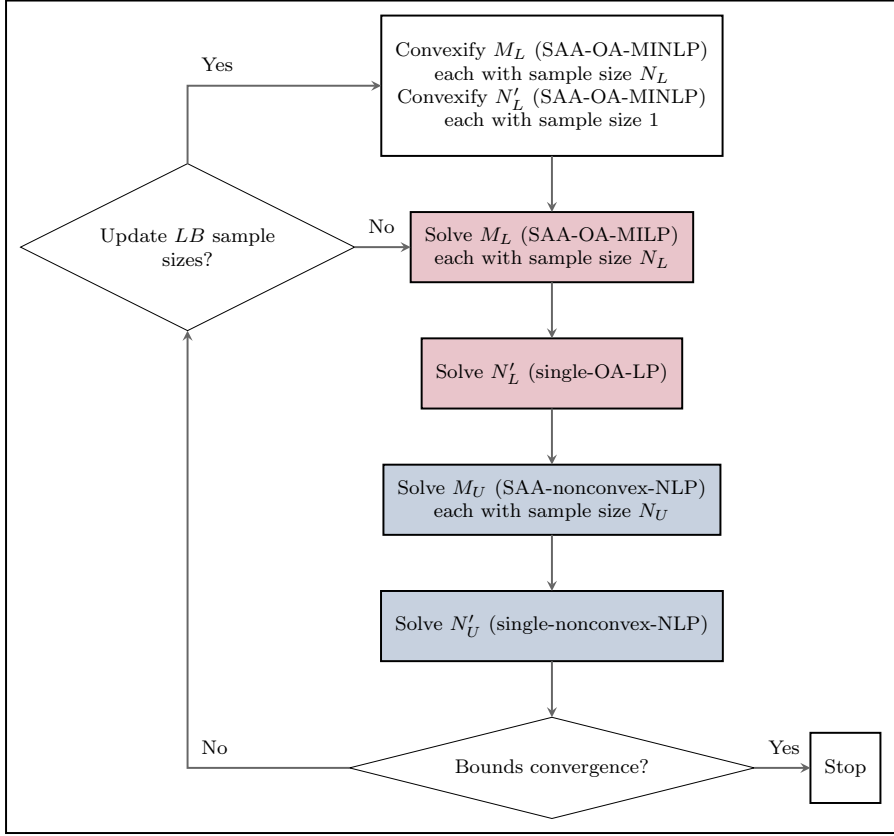 Convexify $M_L$ (SAA-OA-MINLP)
each with sample size $N_L$
Convexify $N'_L$ (SAA-OA-MINLP)
each with sample size 1
Yes
Update $LB$ sample
sizes?
No
Solve $M_L$ (SAA-OA-MILP)
each with sample size $N_L$
Solve $N'_L$ (single-OA-LP)
Solve $M_U$ (SAA-nonconvex-NLP)
each with sample size $N_U$
Solve $N'_U$ (single-nonconvex-NLP)
No
Bounds convergence?
Yes
Stop